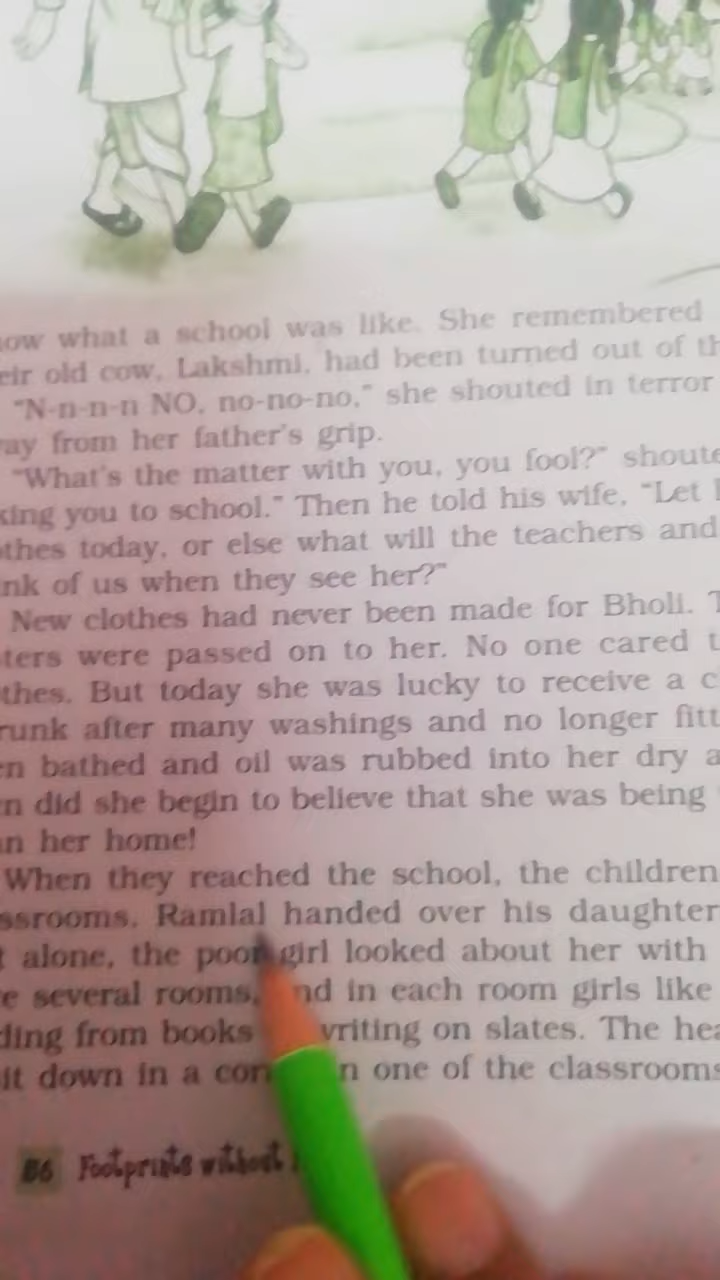 ow what a school was like. She remembered
eir old cow, Lakshmi, had been turned out of th
"N-n-n-n NO, no-no-no," she shouted in terror
ay from her father's grip.
"What's the matter with you, you fool?" shoute
king you to school." Then he told his wife, "Let
othes today, or else what will the teachers and
nk of us when they see her?"
New clothes had never been made for Bholi. T
ters were passed on to her. No one cared t
othes. But today she was lucky to receive a c
runk after many washings and no longer fitt
en bathed and oil was rubbed into her dry a
n did she begin to believe that she was being
an her home!
When they reached the school, the children
ssrooms. Ramlal handed over his daughter
t alone, the poor girl looked about her with
e several rooms, nd in each room girls like
ding from books writing on slates. The hea
it down in a cor n one of the classrooms
86 Footprints without